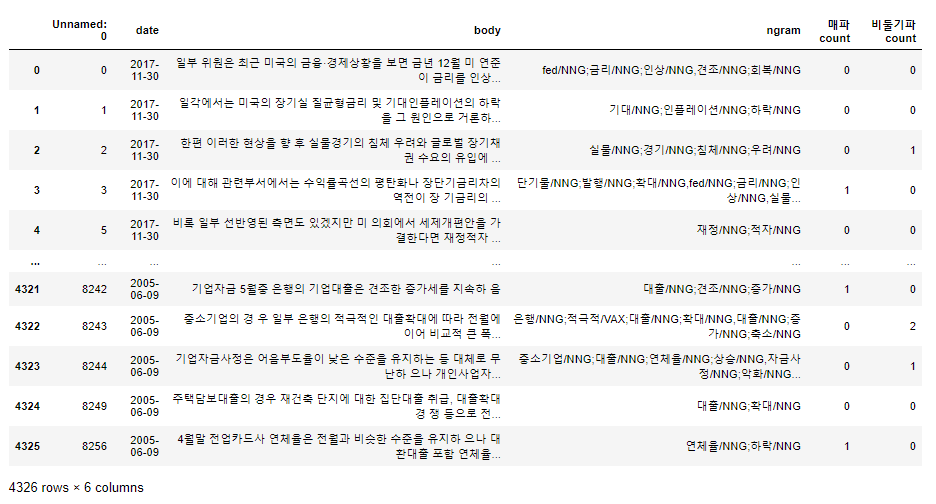 Unnamed: 0 date body ngram 매파 count 비둘기파 count
0 0 2017-11-30 일부 위원은 최근 미국의 금융·경제상황을 보면 금년 12월 미 연준이 금리를 인상... fed/NNG;금리/NNG;인상/NNG,견조/NNG;회복/NNG 0 0
1 1 2017-11-30 일각에서는 미국의 장기실 질균형금리 및 기대인플레이션의 하락을 그 원인으로 거론하... 기대/NNG;인플레이션/NNG;하락/NNG 0 0
2 2 2017-11-30 한편 이러한 현상을 향 후 실물경기의 침체 우려와 글로벌 장기채권 수요의 유입에 ... 실물/NNG;경기/NNG;침체/NNG;우려/NNG 0 1
3 3 2017-11-30 이에 대해 관련부서에서는 수익률곡선의 평탄화나 장단기금리차의 역전이 장 기금리의 ... 단기물/NNG;발행/NNG;확대/NNG,fed/NNG;금리/NNG;인상/NNG,실물... 1 0
4 5 2017-11-30 비록 일부 선반영된 측면도 있겠지만 미 의회에서 세제개편안을 가결한다면 재정적자 ... 재정/NNG;적자/NNG 0 0
... ... ... ... ... ... ...
4321 8242 2005-06-09 기업자금 5월중 은행의 기업대출은 견조한 증가세를 지속하 음 대출/NNG;견조/NNG;증가/NNG 1 0
4322 8243 2005-06-09 중소기업의 경 우 일부 은행의 적극적인 대출확대에 따라 전월에 이어 비교적 큰 폭... 은행/NNG;적극적/VAX;대출/NNG;확대/NNG,대출/NNG;증가/NNG;축소/NNG 0 2
4323 8244 2005-06-09 기업자금사정은 어음부도율이 낮은 수준을 유지하는 등 대체로 무난하 으나 개인사업자... 중소기업/NNG;대출/NNG;연체율/NNG;상승/NNG,자금사정/NNG;악화/NNG... 0 1
4324 8249 2005-06-09 주택담보대출의 경우 재건축 단지에 대한 집단대출 취급, 대출확대 경 쟁 등으로 전... 대출/NNG;확대/NNG 0 0
4325 8256 2005-06-09 4월말 전업카드사 연체율은 전월과 비슷한 수준을 유지하 으나 대환대출 포함 연체율... 연체율/NNG;하락/NNG 1 0
4326 rows × 6 columns